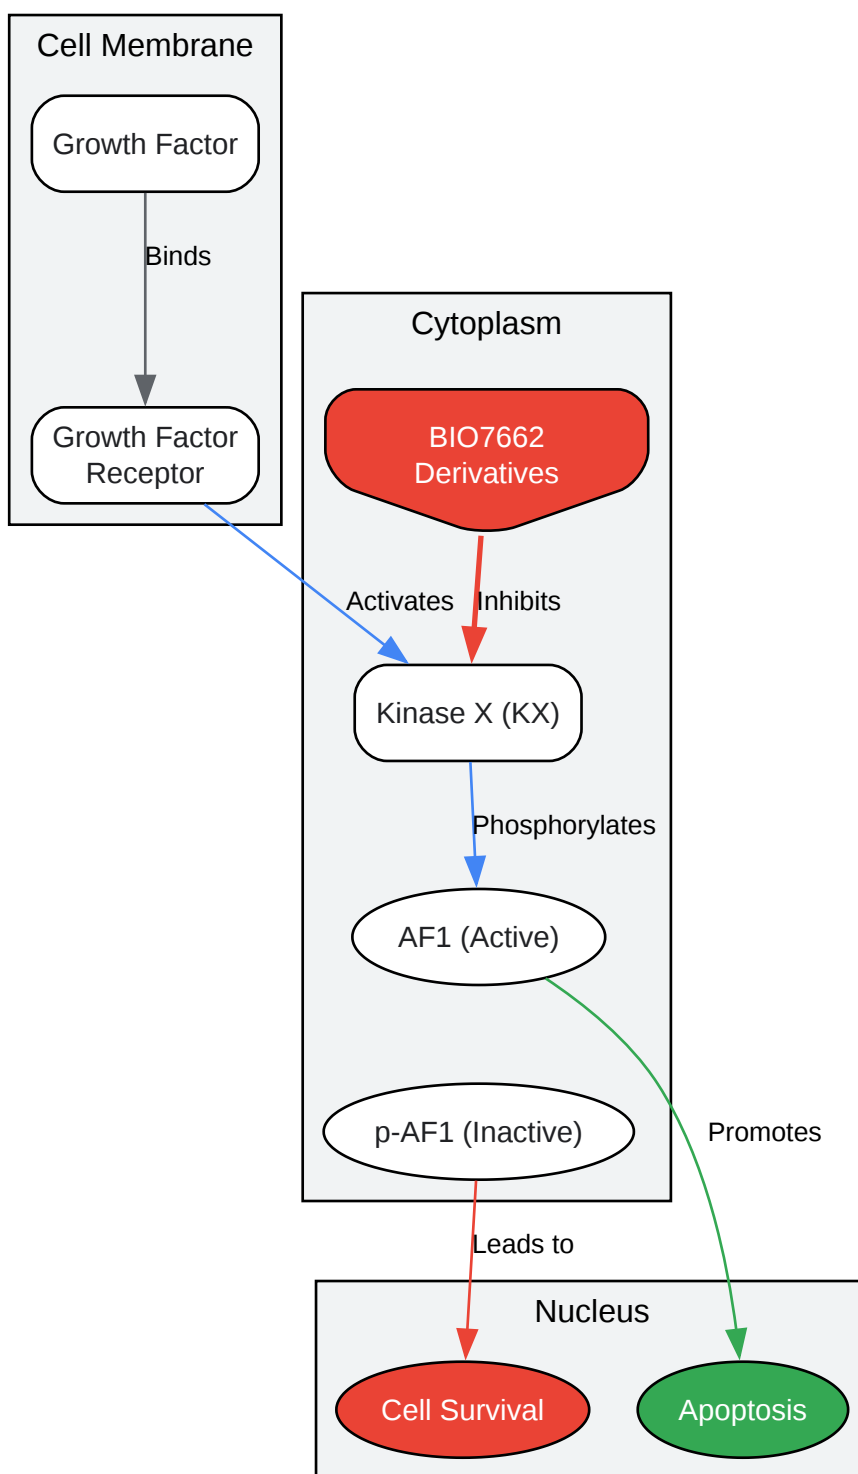 Cell Membrane
Growth Factor
Binds
Growth Factor
Receptor
Cytoplasm
BIO7662
Derivatives
Activates
Inhibits
Kinase X (KX)
Phosphorylates
AF1 (Active)
p-AF1 (Inactive)
Promotes
Leads to
Nucleus
Cell Survival
Apoptosis